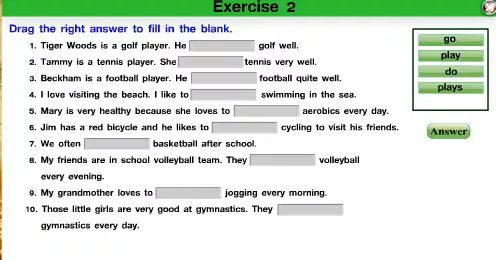 Exercise 2
Drag the right answer to fill in the blank.
1. Tiger Woods is a golf player. He golf well.
2. Tammy is a tennis player. She tennis very well.
3. Beckham is a football player. He football quite well.
4. I love visiting the beach. I like to swimming in the sea.
5. Mary is very healthy because she loves to aerobics every day.
6. Jim has a red bicycle and he likes to cycling to visit his friends.
7. We often basketball after school.
8. My friends are in school volleyball team. They volleyball
every evening.
9. My grandmother loves to jogging every morning.
10. Those little girls are very good at gymnastics. They
gymnastics every day.
go
play
do
plays
Answer